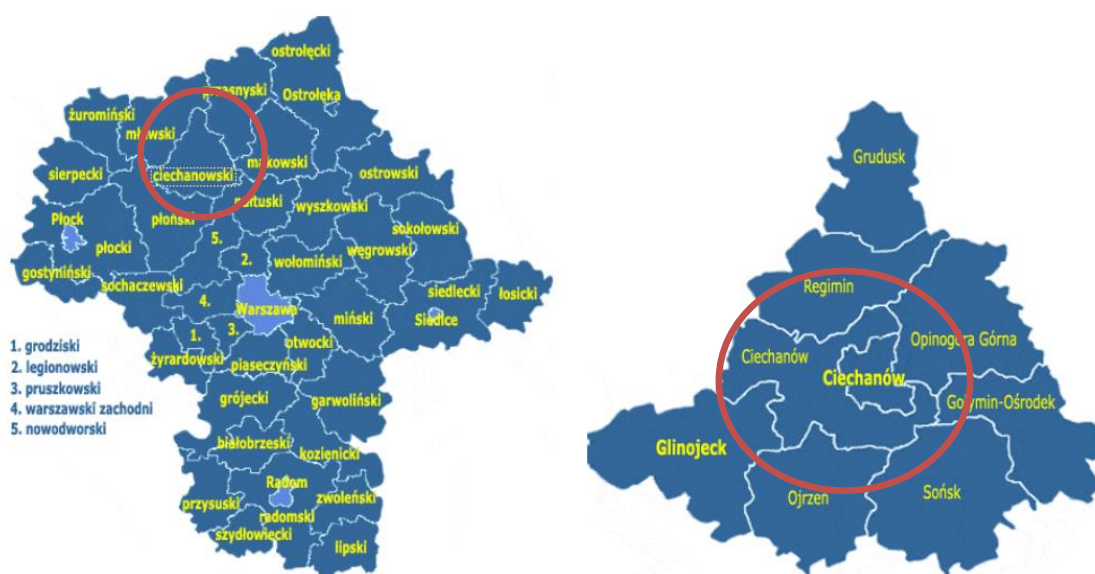 ostrołęcki
przasnyski
Ostrołęka
żuromiński
mławski
makowski
sierpecki
ciechanowski
ostrowski
pułtuski
wyszkowski
Płock
płoński
sokołowski
płocki
5.
węgrowski
2.
wołomiński
gostyniński
sochaczewski
siedlecki
łosicki
4.
Warszawa
miński
Siedlce
1.
3.
otwocki
żyrardowski
piaseczyński
grójecki
garwoliński
białobrzeski
kozienicki
Radom
przysuski
zwoleński
radomski
szydłowiecki
lipski
1. grodziski
2. legionowski
3. pruszkowski
4. warszawski zachodni
5. nowodworski
Grudusk
Regimin
Opinogóra Górna
Ciechanów
Ciechanów
Gołymin-Ośrodek
Glinojeck
Ojrzeń
Sońsk